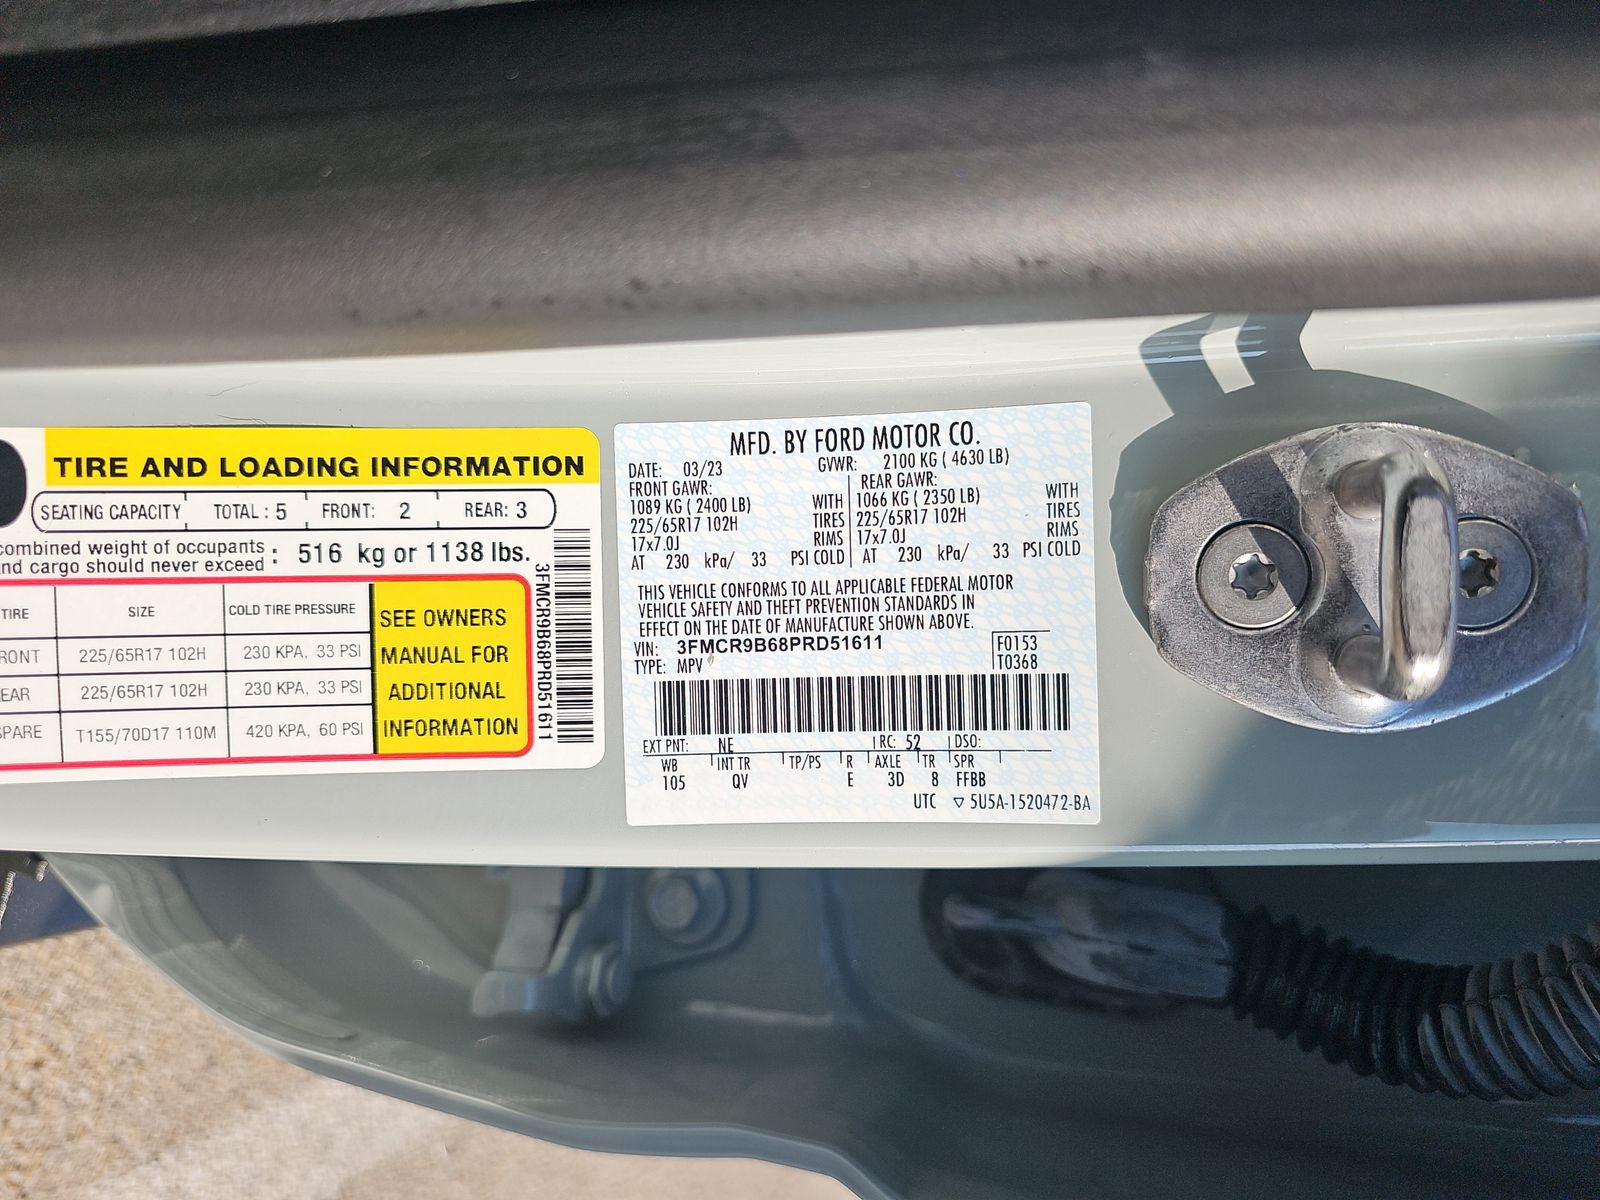 TIRE AND LOADING INFORMATION
SEATING CAPACITY TOTAL: 5 FRONT: 2 REAR: 3
combined weight of occupants
and cargo should never exceed : 516 kg or 1138 lbs.
TIRE SIZE COLD TIRE PRESSURE
RONT 225/65R17 102H 230 KPA, 33 PSI
EAR 225/65R17 102H 230 KPA, 33 PSI
SPARE T155/70D17 110M 420 KPA, 60 PSI
SEE OWNERS
MANUAL FOR
ADDITIONAL
INFORMATION
3FMCR9B68PRD51611
MFD. BY FORD MOTOR CO.
DATE: 03/23 GVWR: 2100 KG ( 4630 LB)
FRONT GAWR: REAR GAWR:
1089 KG ( 2400 LB) WITH 1066 KG ( 2350 LB) WITH
225/65R17 102H TIRES 225/65R17 102H TIRES
17x7.0J RIMS 17x7.0J RIMS
AT 230 kPa/ 33 PSI COLD AT 230 kPa/ 33 PSI COLD
THIS VEHICLE CONFORMS TO ALL APPLICABLE FEDERAL MOTOR
VEHICLE SAFETY AND THEFT PREVENTION STANDARDS IN
EFFECT ON THE DATE OF MANUFACTURE SHOWN ABOVE.
VIN: 3FMCR9B68PRD51611 F0153
TYPE: MPV T0368
EXT PNT: NE RC: 52 DSO:
WB INT TR TP/PS R AXLE TR SPR
105 QV E 3D 8 FFBB
UTC ▽ 5U5A-1520472-BA